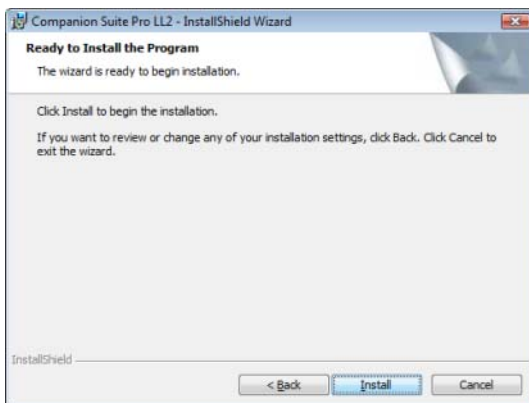 Companion Suite Pro LL2 - InstallShield Wizard
Ready to Install the Program
The wizard is ready to begin installation.
Click Install to begin the installation.
If you want to review or change any of your installation settings, click Back. Click Cancel to
exit the wizard.
InstallShield
< Back Install Cancel